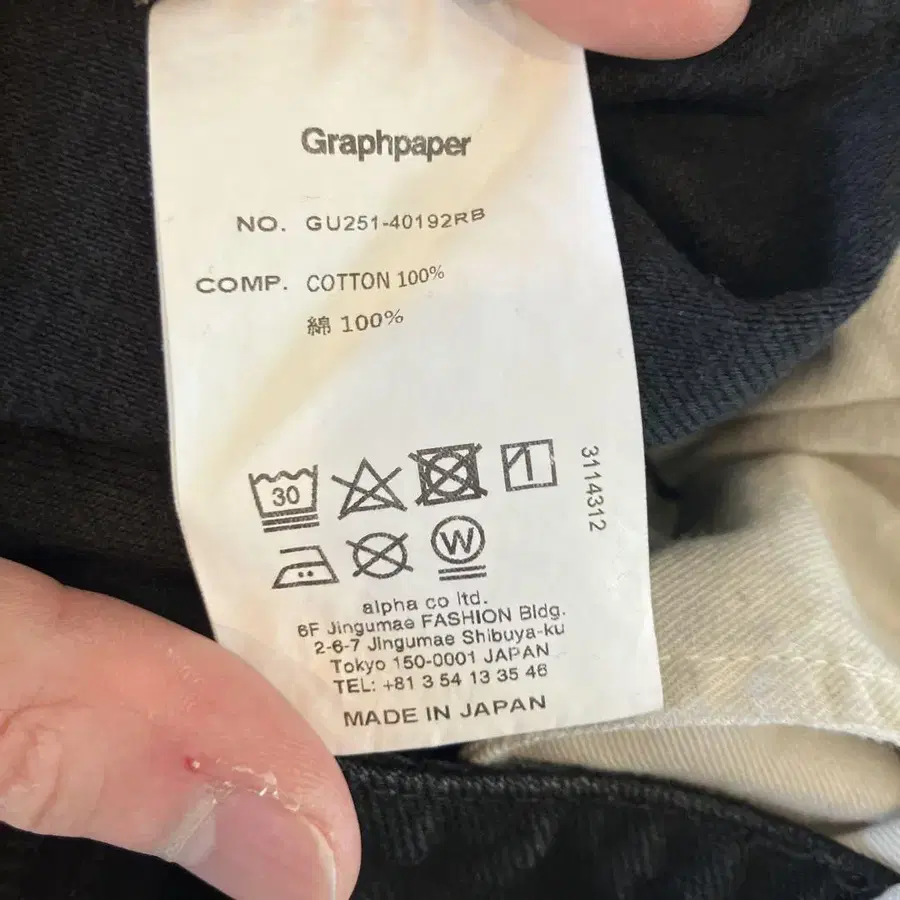 Graphpaper
NO. GU251-40192RB
COMP. COTTON 100%
綿 100%
30
3114312
W
alpha co ltd.
6F Jingumae FASHION Bldg.
2-6-7 Jingumae Shibuya-ku
Tokyo 150-0001 JAPAN
TEL: +81 3 54 13 35 46
MADE IN JAPAN